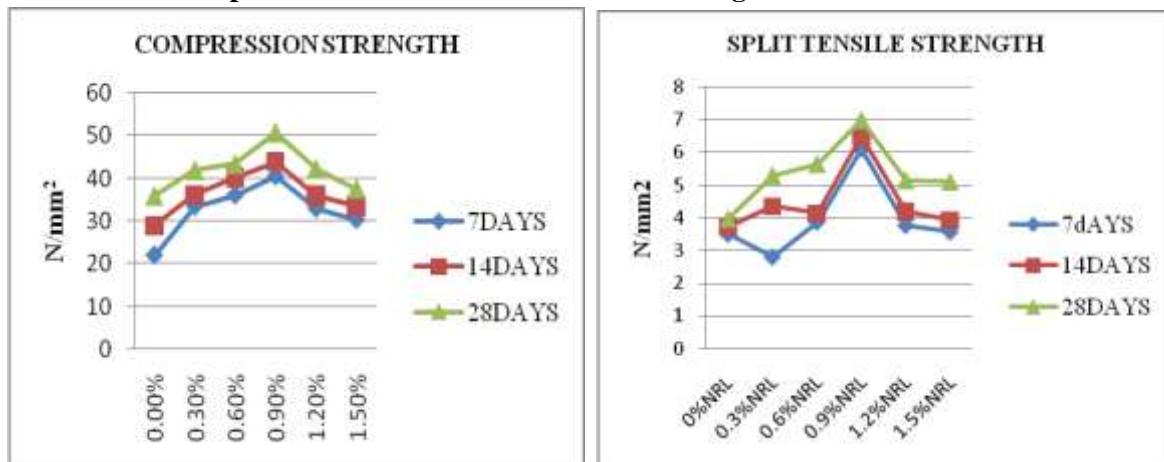 COMPRESSION STRENGTH
60
50
40
30
20
10
0
N/mm²
0.00%
0.30%
0.60%
0.90%
1.20%
1.50%
7DAYS
14DAYS
28DAYS
SPLIT TENSILE STRENGTH
8
7
6
5
4
3
2
1
0
N/mm2
0%NRL
0.3%NRL
0.6%NRL
0.9%NRL
1.2%NRL
1.5%NRL
7dAYS
14DAYS
28DAYS